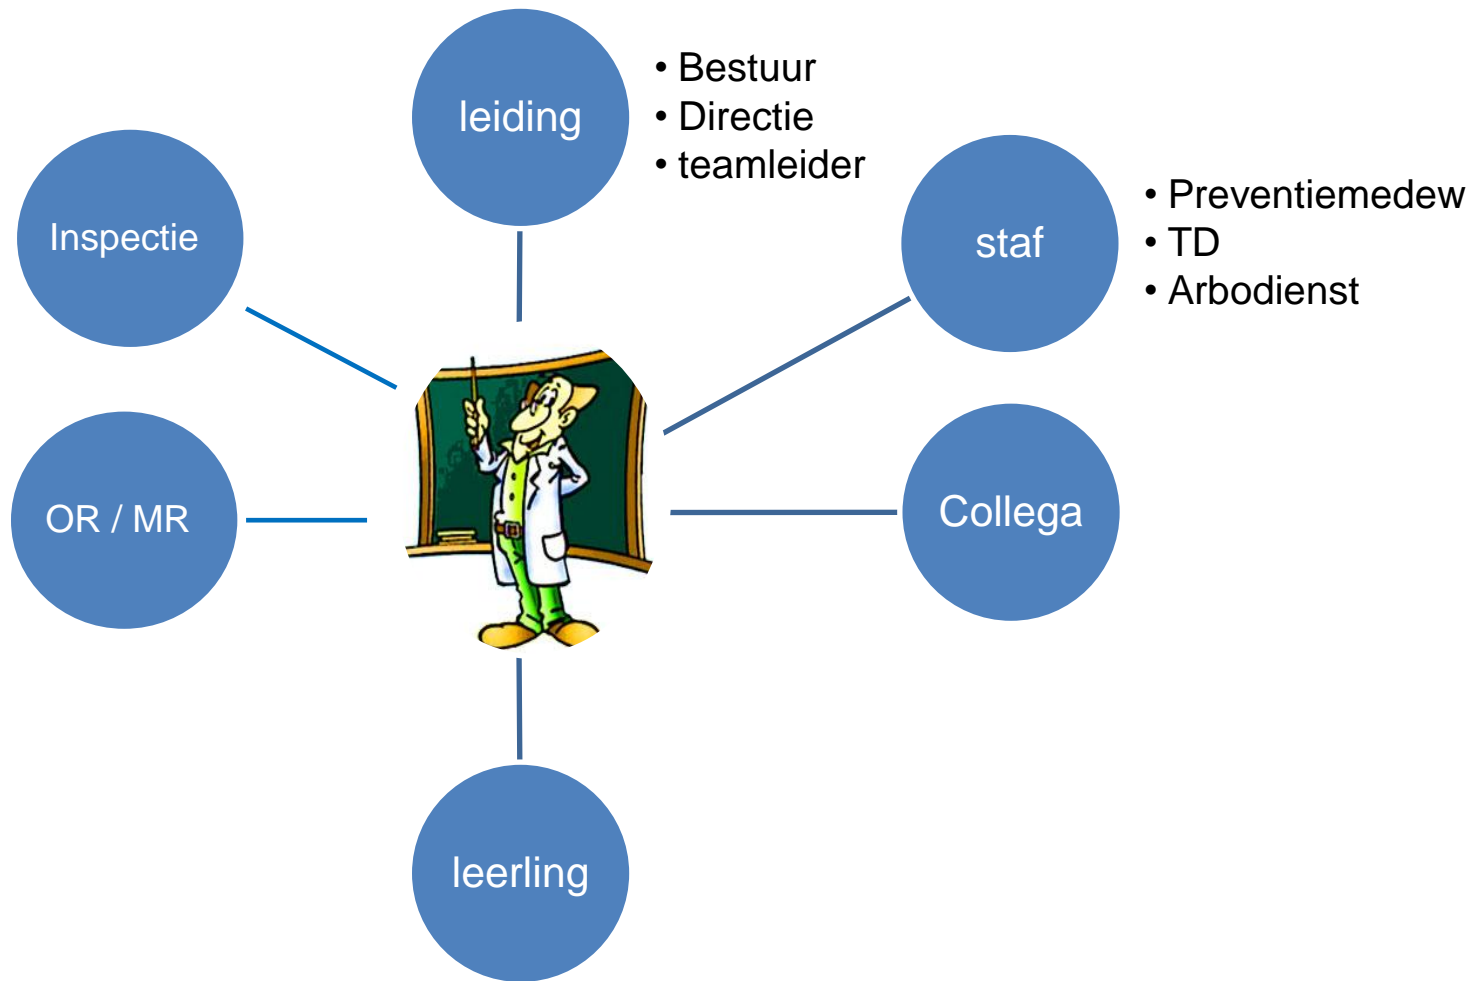 leiding
• Bestuur
• Directie
• teamleider
Inspectie
staf
• Preventiemedew
• TD
• Arbodienst
OR / MR
Collega
leerling